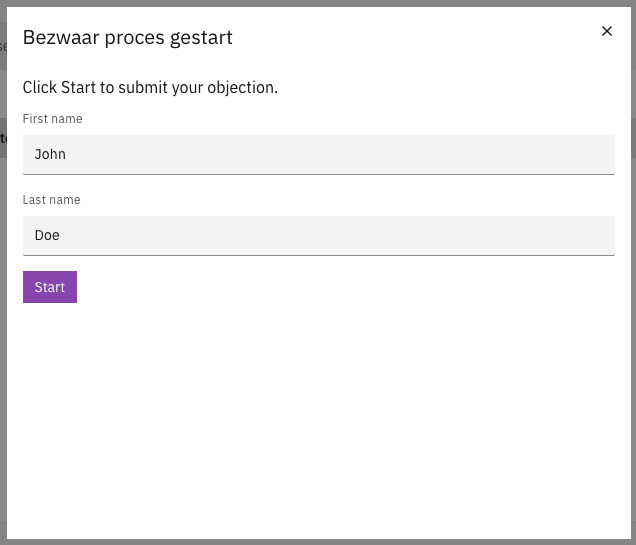 Bezwaar proces gestart
Click Start to submit your objection.
First name
John
Last name
Doe
Start